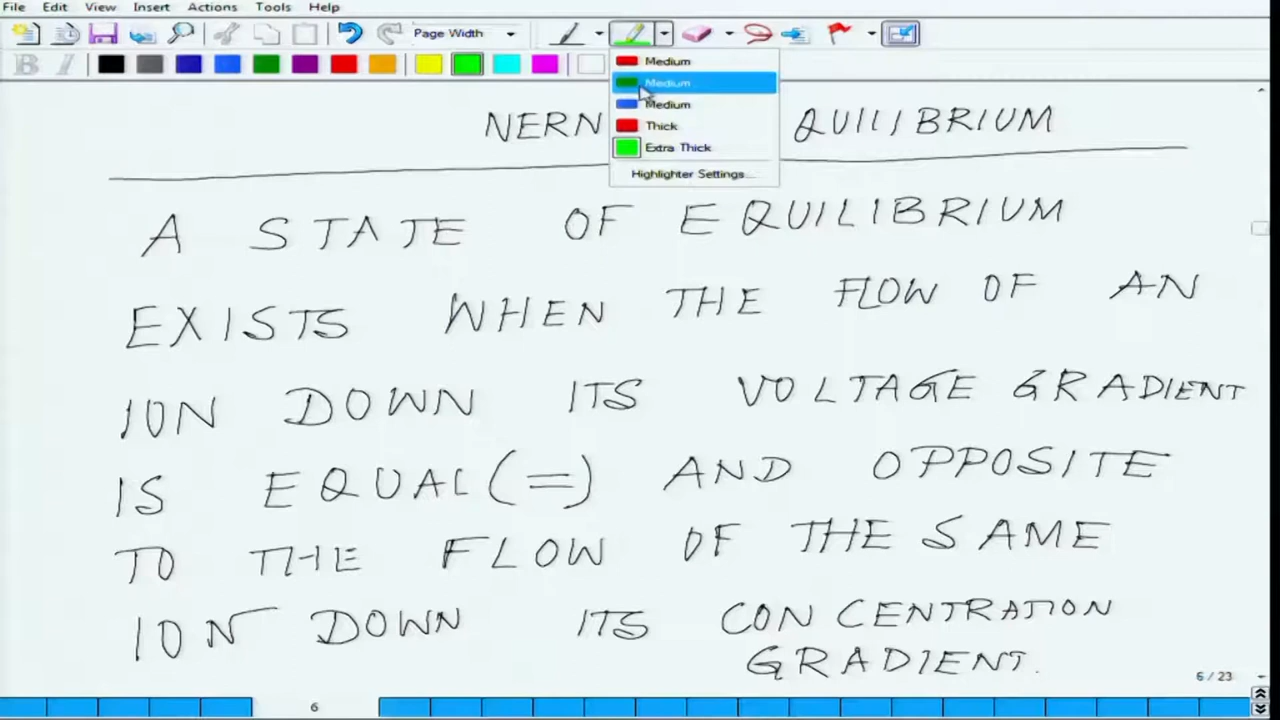 File Edit View Insert Actions Tools Help
Page Width
Medium
Medium
Medium
Thick
Extra Thick
Highlighter Settings...
NERN QUILIBRIUM
A STATE OF EQUILIBRIUM
EXISTS WHEN THE FLOW OF AN
ION DOWN ITS VOLTAGE GRADIENT
IS EQUAL (=) AND OPPOSITE
TO THE FLOW OF THE SAME
ION DOWN ITS CONCENTRATION
GRADIENT.
6 / 23
6